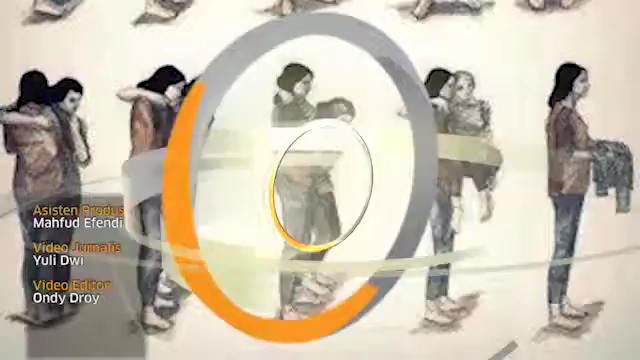 Asisten Produs
Mahfud Efendi
Video Jurnalis
Yuli Dwi
Video Editor
Ondy Droy